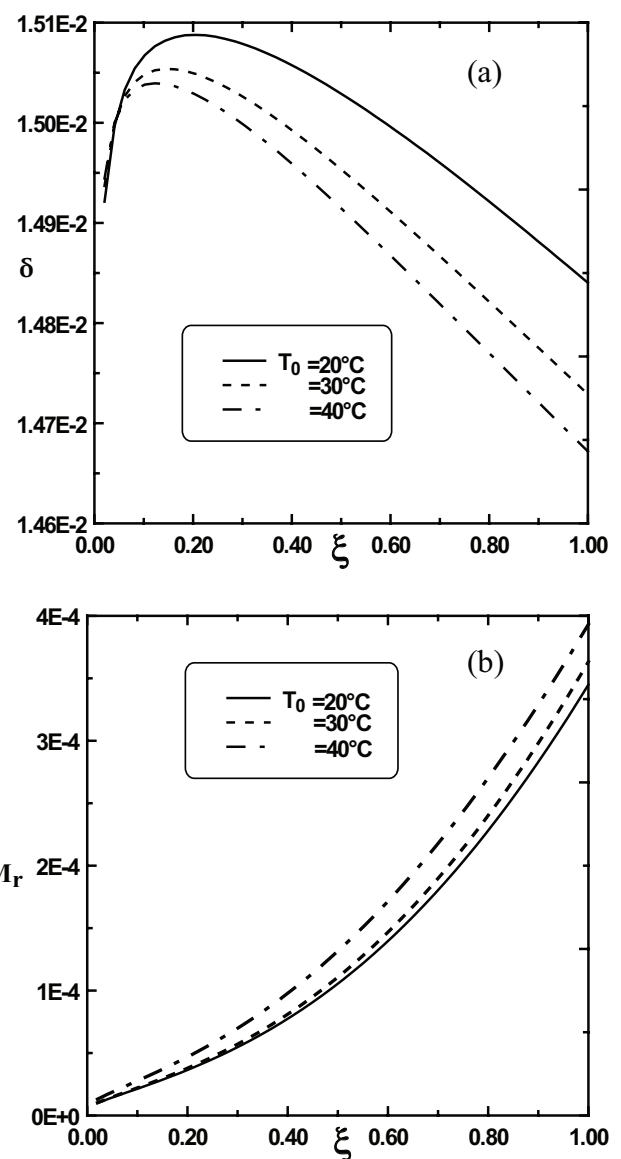 1.51E-2
(a)
1.50E-2
1.49E-2
δ
1.48E-2
T0 =20°C
=30°C
=40°C
1.47E-2
1.46E-2
0.00 0.20 0.40 0.60 0.80 1.00
ξ
4E-4
(b)
T0 =20°C
=30°C
=40°C
3E-4
2E-4
Mr
1E-4
0E+0
0.00 0.20 0.40 0.60 0.80 1.00
ξ